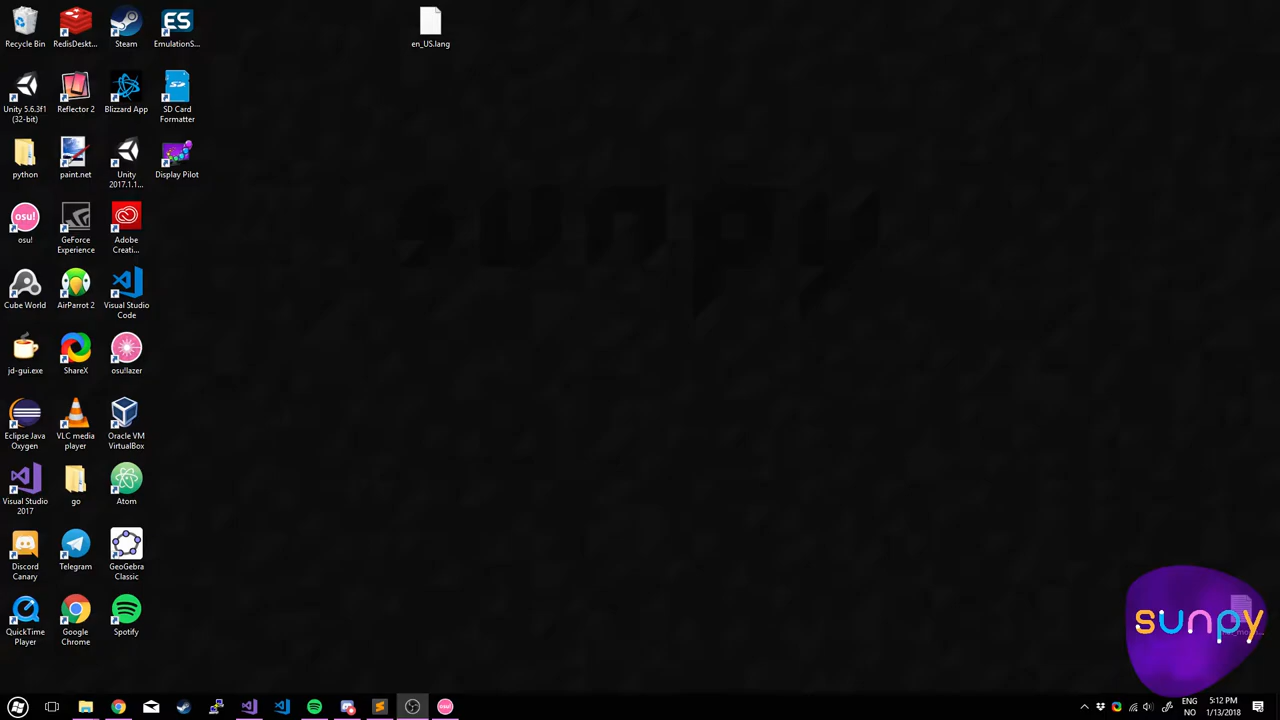 Recycle Bin
RedisDeskt...
Steam
ES
EmulationS...
en_US.lang
Unity 5.6.3f1
(32-bit)
Reflector 2
Blizzard App
SD
SD Card
Formatter
python
paint.net
Unity
2017.1.1...
Display Pilot
osu!
osu!
GeForce
Experience
Adobe
Creati...
sunpy
Cube World
AirParrot 2
Visual Studio
Code
jd-gui.exe
ShareX
osu!lazer
Eclipse Java
Oxygen
VLC media
player
Oracle VM
VirtualBox
Visual Studio
2017
go
Atom
Discord
Canary
Telegram
GeoGebra
Classic
QuickTime
Player
Google
Chrome
Spotify
sunpy
ENG
NO
5:12 PM
1/13/2018